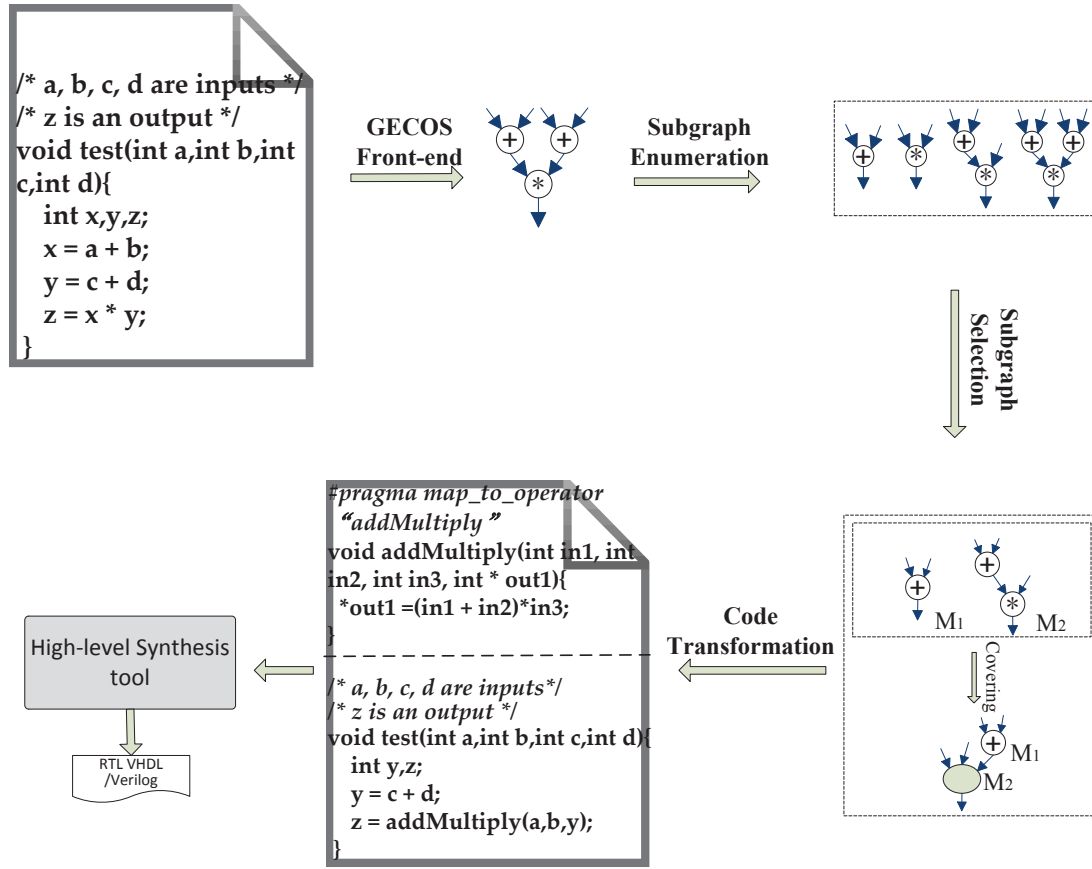 /* a, b, c, d are inputs */
/* z is an output */
void test(int a,int b,int
c,int d){
int x,y,z;
x = a + b;
y = c + d;
z = x * y;
}
GECOS
Front-end
+ +
*
Subgraph
Enumeration
+ * + + +
* *
Subgraph
Selection
+ +
*
M1 M2
Covering
+
M1
M2
Code
Transformation
#pragma map_to_operator
“addMultiply ”
void addMultiply(int in1, int
in2, int in3, int * out1){
*out1 =(in1 + in2)*in3;
}
/* a, b, c, d are inputs*/
/* z is an output */
void test(int a,int b,int c,int d){
int y,z;
y = c + d;
z = addMultiply(a,b,y);
}
High-level Synthesis
tool
RTL VHDL
/Verilog